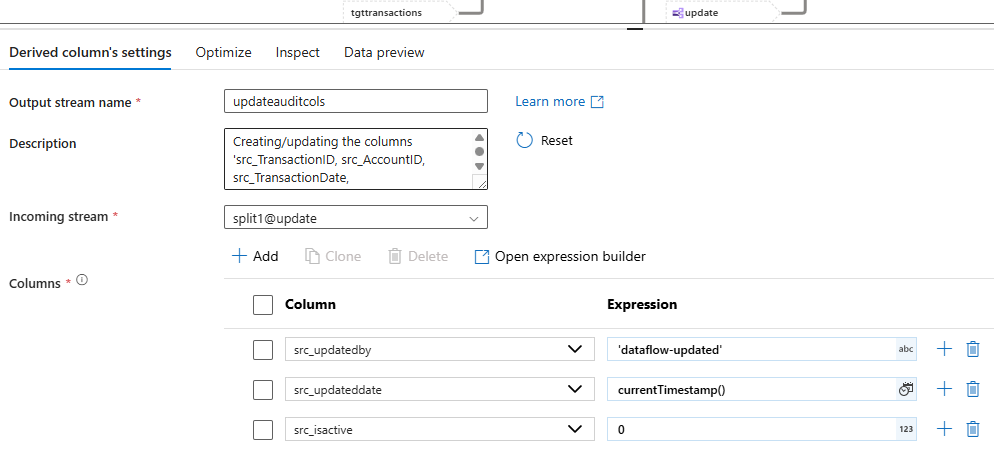 tgttransactions
update
Derived column's settings
Optimize
Inspect
Data preview
Output stream name *
updateauditcols
Learn more
Description
Creating/updating the columns
'src_TransactionID, src_AccountID,
src_TransactionDate,
Reset
Incoming stream *
split1@update
Add
Clone
Delete
Open expression builder
Columns *
Column
Expression
src_updatedby
'dataflow-updated'
abc
src_updateddate
currentTimestamp()
src_isactive
0
123